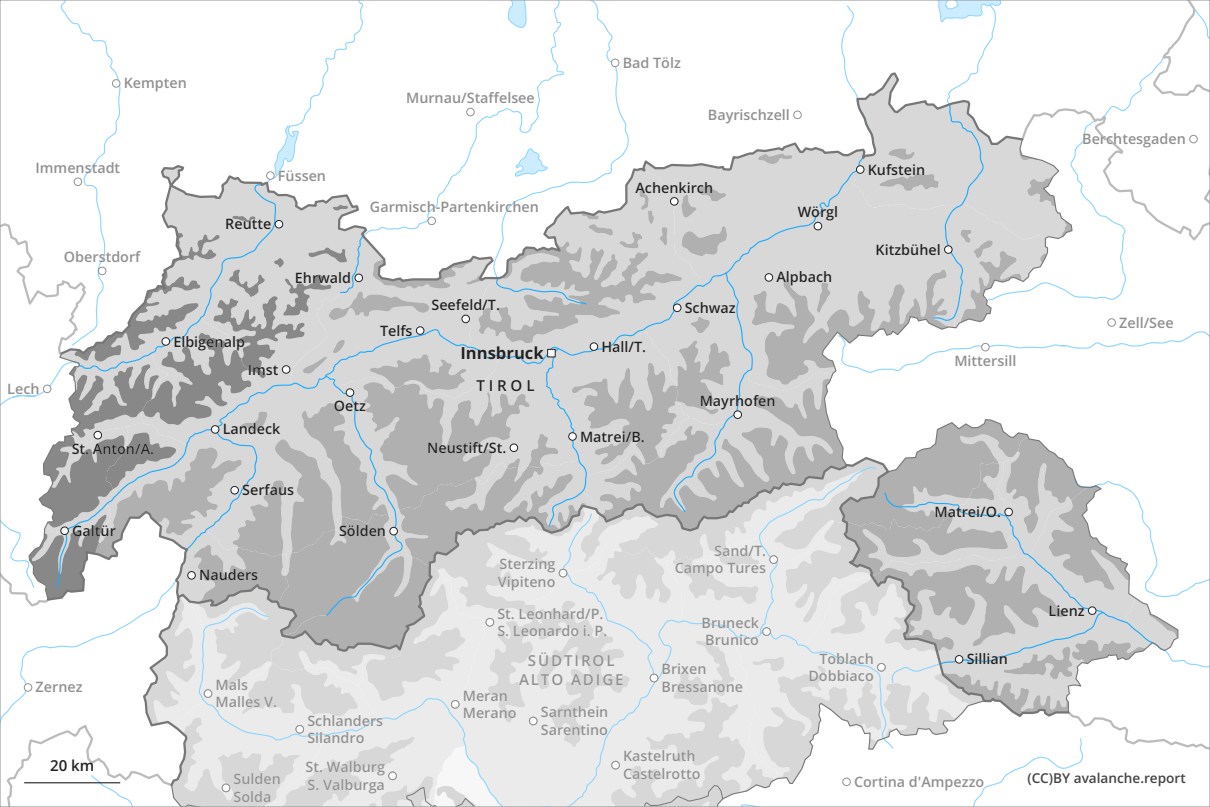 Kempten
Bad Tölz
Murnau/Staffelsee
Bayrischzell
Berchtesgaden
Immenstadt
Füssen
Kufstein
Achenkirch
Garmisch-Partenkirchen
Wörgl
Reutte
Kitzbühel
Oberstdorf
Ehrwald
Alpbach
Seefeld/T.
Schwaz
Zell/See
Telfs
Elbigenalp
Innsbruck
Hall/T.
Mittersill
Imst
TIROL
Lech
Oetz
Mayrhofen
Landeck
Matrei/B.
St. Anton/A.
Neustift/St.
Serfaus
Matrei/O.
Galtür
Sölden
Sand/T.
Campo Tures
Sterzing
Vipiteno
Nauders
Lienz
St. Leonhard/P.
S. Leonardo i. P.
Bruneck
Brunico
Sillian
SÜDTIROL
ALTO ADIGE
Toblach
Dobbiaco
Brixen
Bressanone
Zernez
Mals
Malles V.
Meran
Merano
Sarnthein
Sarentino
Schlanders
Silandro
Kastelruth
Castelrotto
St. Walburg
S. Valburga
20 km
Sulden
Solda
Cortina d'Ampezzo
(CC)BY avalanche.report